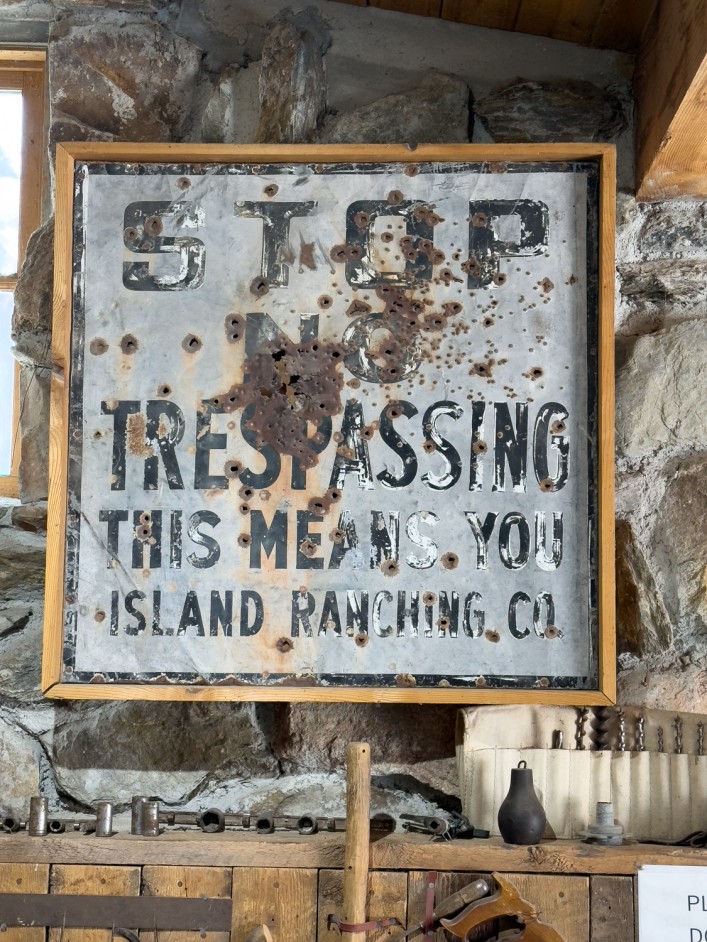 STOP
NO
TRESPASSING
THIS MEANS YOU
ISLAND RANCHING. CO.